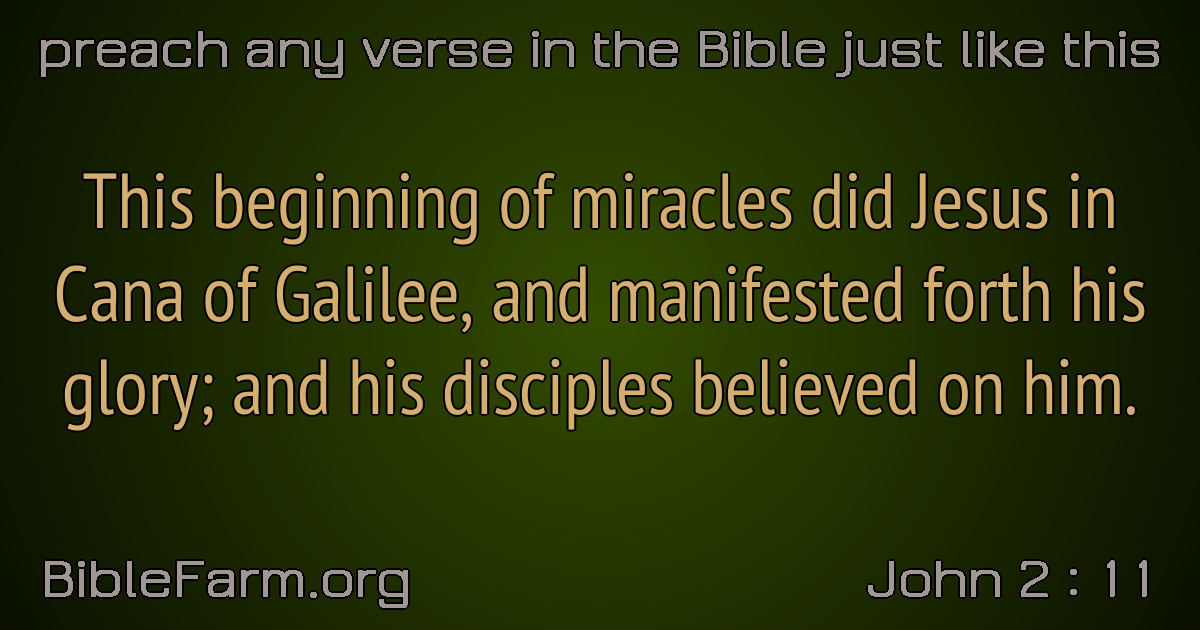 preach any verse in the Bible just like this
This beginning of miracles did Jesus in
Cana of Galilee, and manifested forth his
glory; and his disciples believed on him.
BibleFarm.org
John 2 : 11